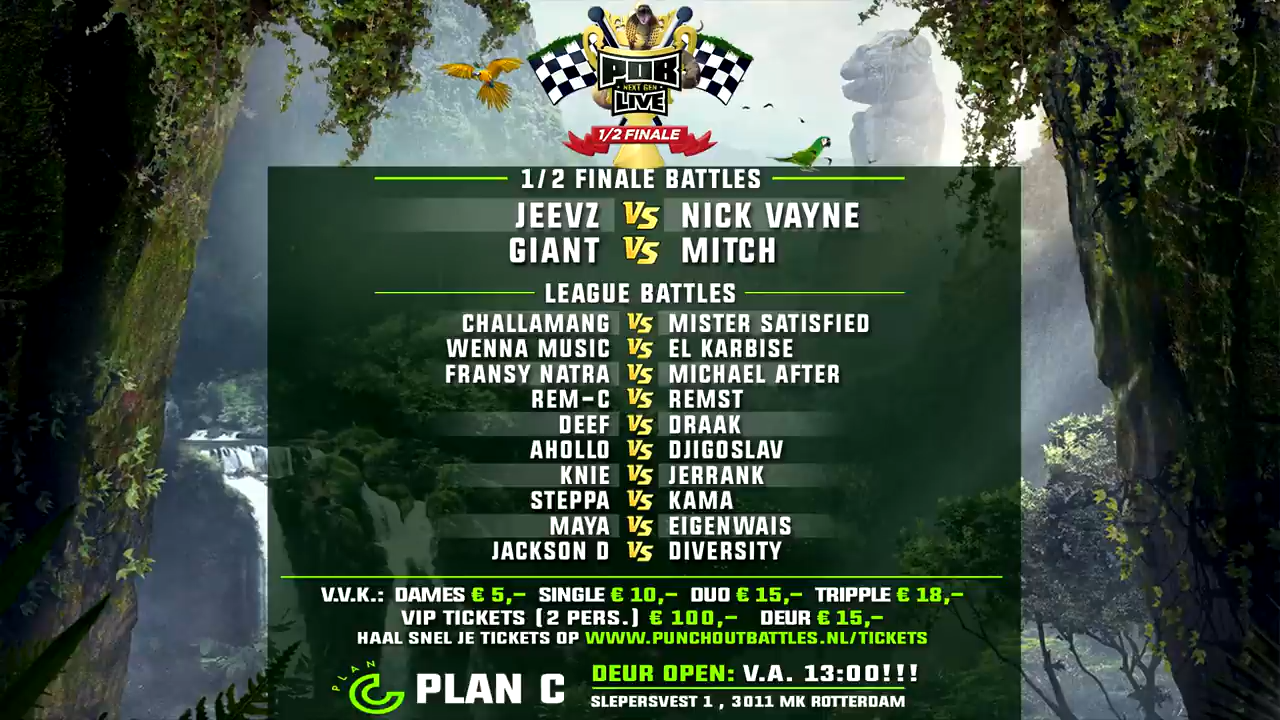 POB
NEXT GEN
LIVE
1/2 FINALE
1/2 FINALE BATTLES
JEEVZ VS NICK VAYNE
GIANT VS MITCH
LEAGUE BATTLES
CHALLAMANG VS MISTER SATISFIED
WENNA MUSIC VS EL KARBISE
FRANSY NATRA VS MICHAEL AFTER
REM-C VS REMST
DEEF VS DRAAK
AHOLLO VS DJIGOSLAV
KNIE VS JERRANK
STEPPA VS KAMA
MAYA VS EIGENWAIS
JACKSON D VS DIVERSITY
V.V.K.: DAMES € 5,- SINGLE € 10,- DUO € 15,- TRIPPLE € 18,-
VIP TICKETS (2 PERS.) € 100,- DEUR € 15,-
HAAL SNEL JE TICKETS OP WWW.PUNCHOUTBATTLES.NL/TICKETS
PLAN
PLAN C
DEUR OPEN: V.A. 13:00!!!
SLEPERSVEST 1 , 3011 MK ROTTERDAM